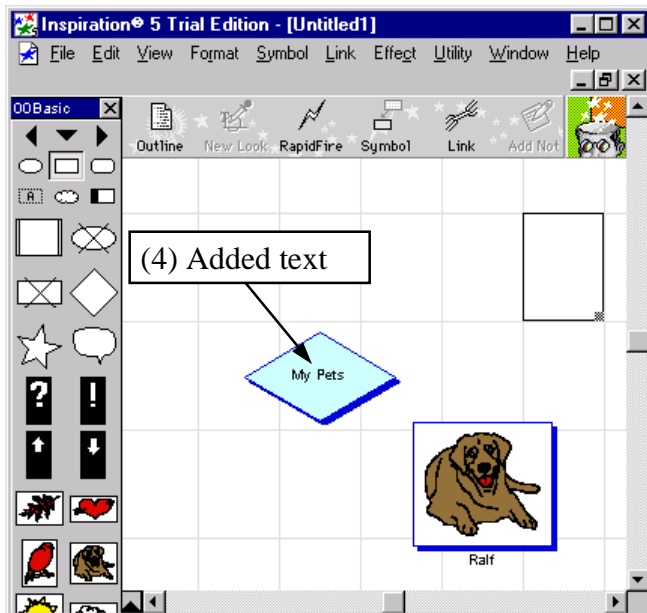 Inspiration® 5 Trial Edition - [Untitled1]
File Edit View Format Symbol Link Effect Utility Window Help
00Basic
Outline New Look RapidFire Symbol Link Add Not
A
(4) Added text
My Pets
? !
Ralf